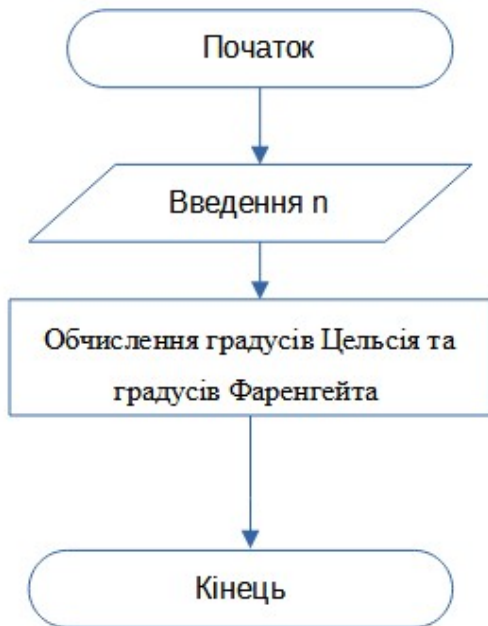 Початок
Введення n
Обчислення градусів Цельсія та
градусів Фаренгейта
Кінець